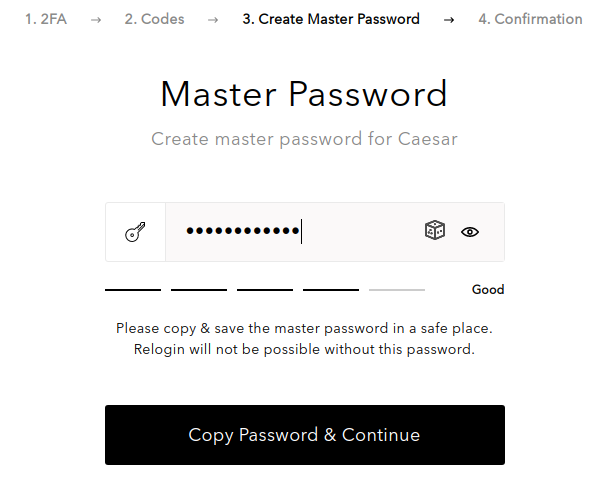 1. 2FA → 2. Codes → 3. Create Master Password → 4. Confirmation
Master Password
Create master password for Caesar
••••••••••••
Good
Please copy & save the master password in a safe place.
Relogin will not be possible without this password.
Copy Password & Continue